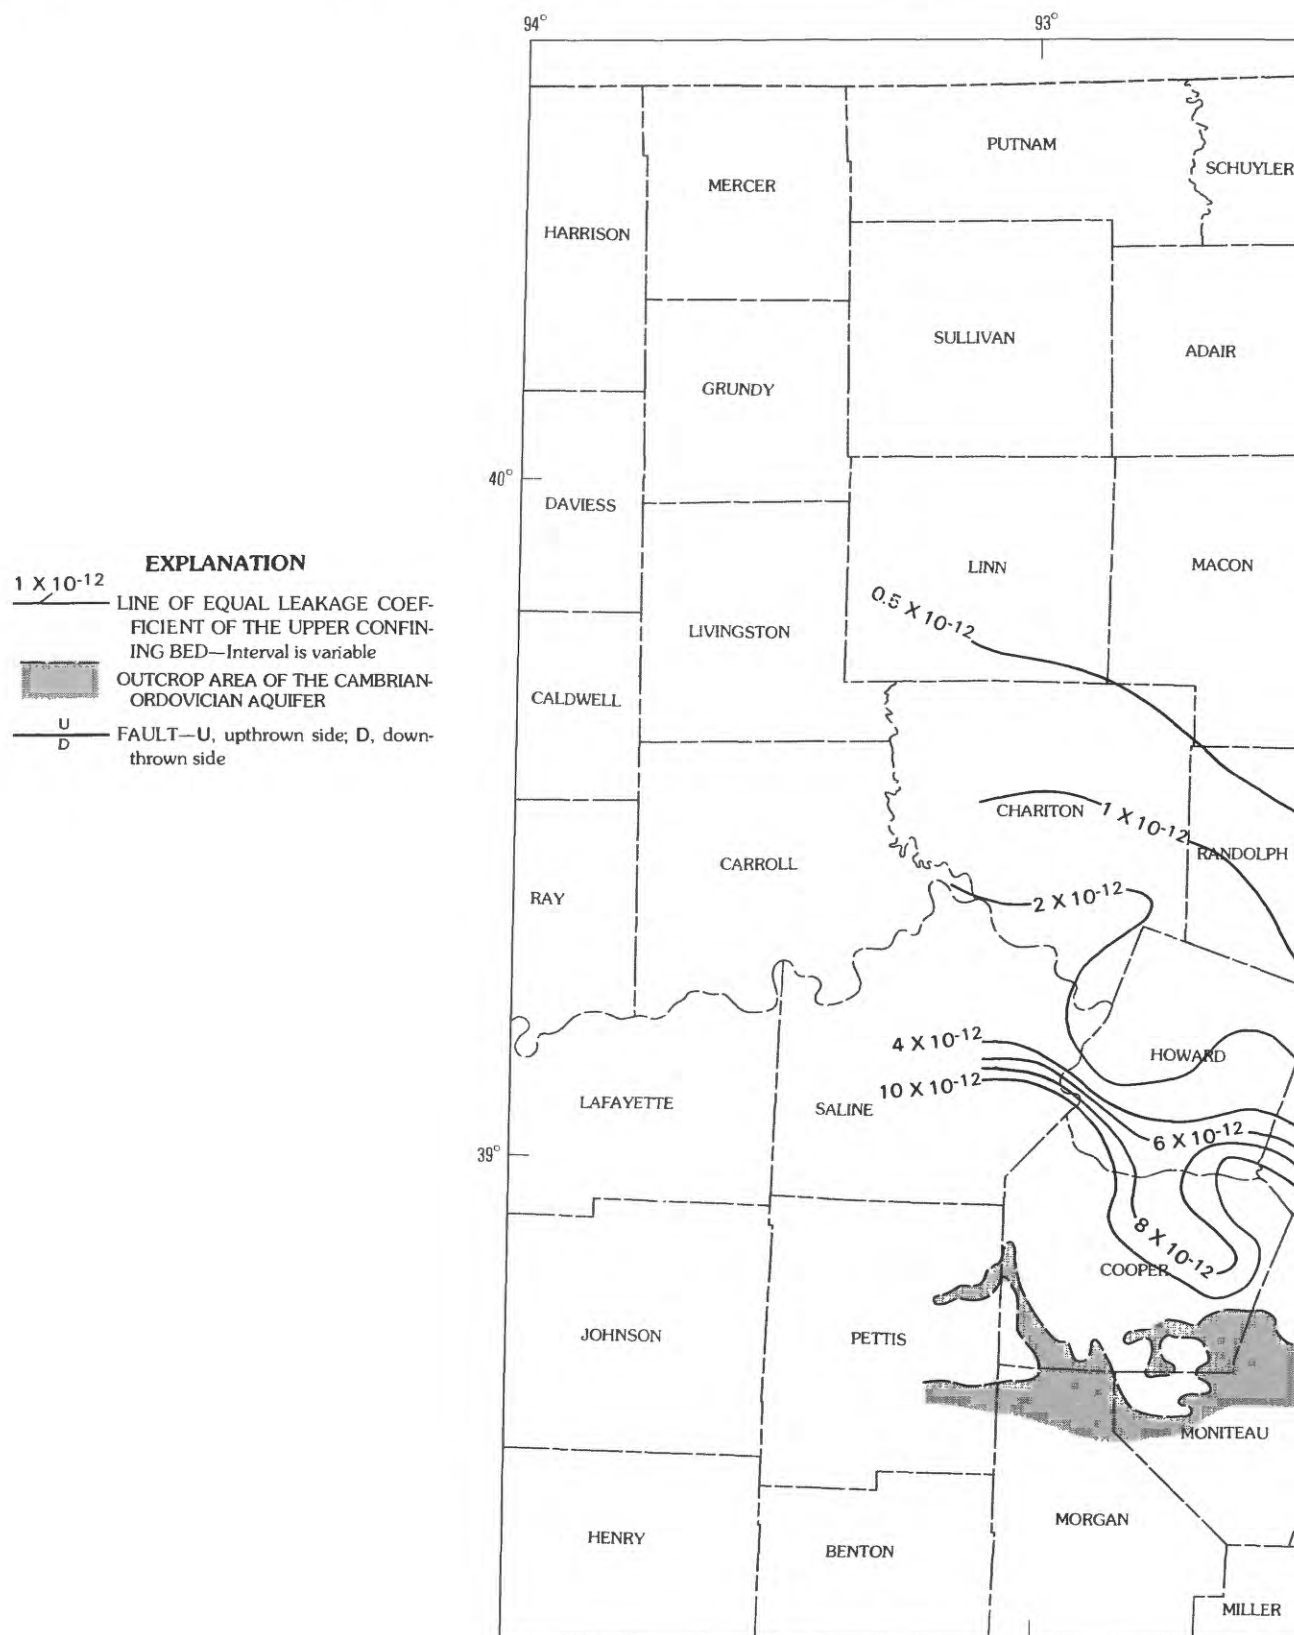 94°
93°
PUTNAM
SCHUYLER
MERCER
HARRISON
SULLIVAN
ADAIR
GRUNDY
40°
DAVIESS
EXPLANATION
1 X 10-12
LINE OF EQUAL LEAKAGE COEF-
FICIENT OF THE UPPER CONFIN-
ING BED—Interval is variable
OUTCROP AREA OF THE CAMBRIAN-
ORDOVICIAN AQUIFER
U
D
FAULT—U, upthrown side; D, down-
thrown side
LINN
MACON
0.5 X 10-12
LIVINGSTON
CALDWELL
CHARITON
1 X 10-12
RANDOLPH
CARROLL
RAY
2 X 10-12
4 X 10-12
HOWARD
10 X 10-12
LAFAYETTE
SALINE
6 X 10-12
39°
8 X 10-12
COOPER
JOHNSON
PETTIS
MONITEAU
MORGAN
HENRY
BENTON
MILLER